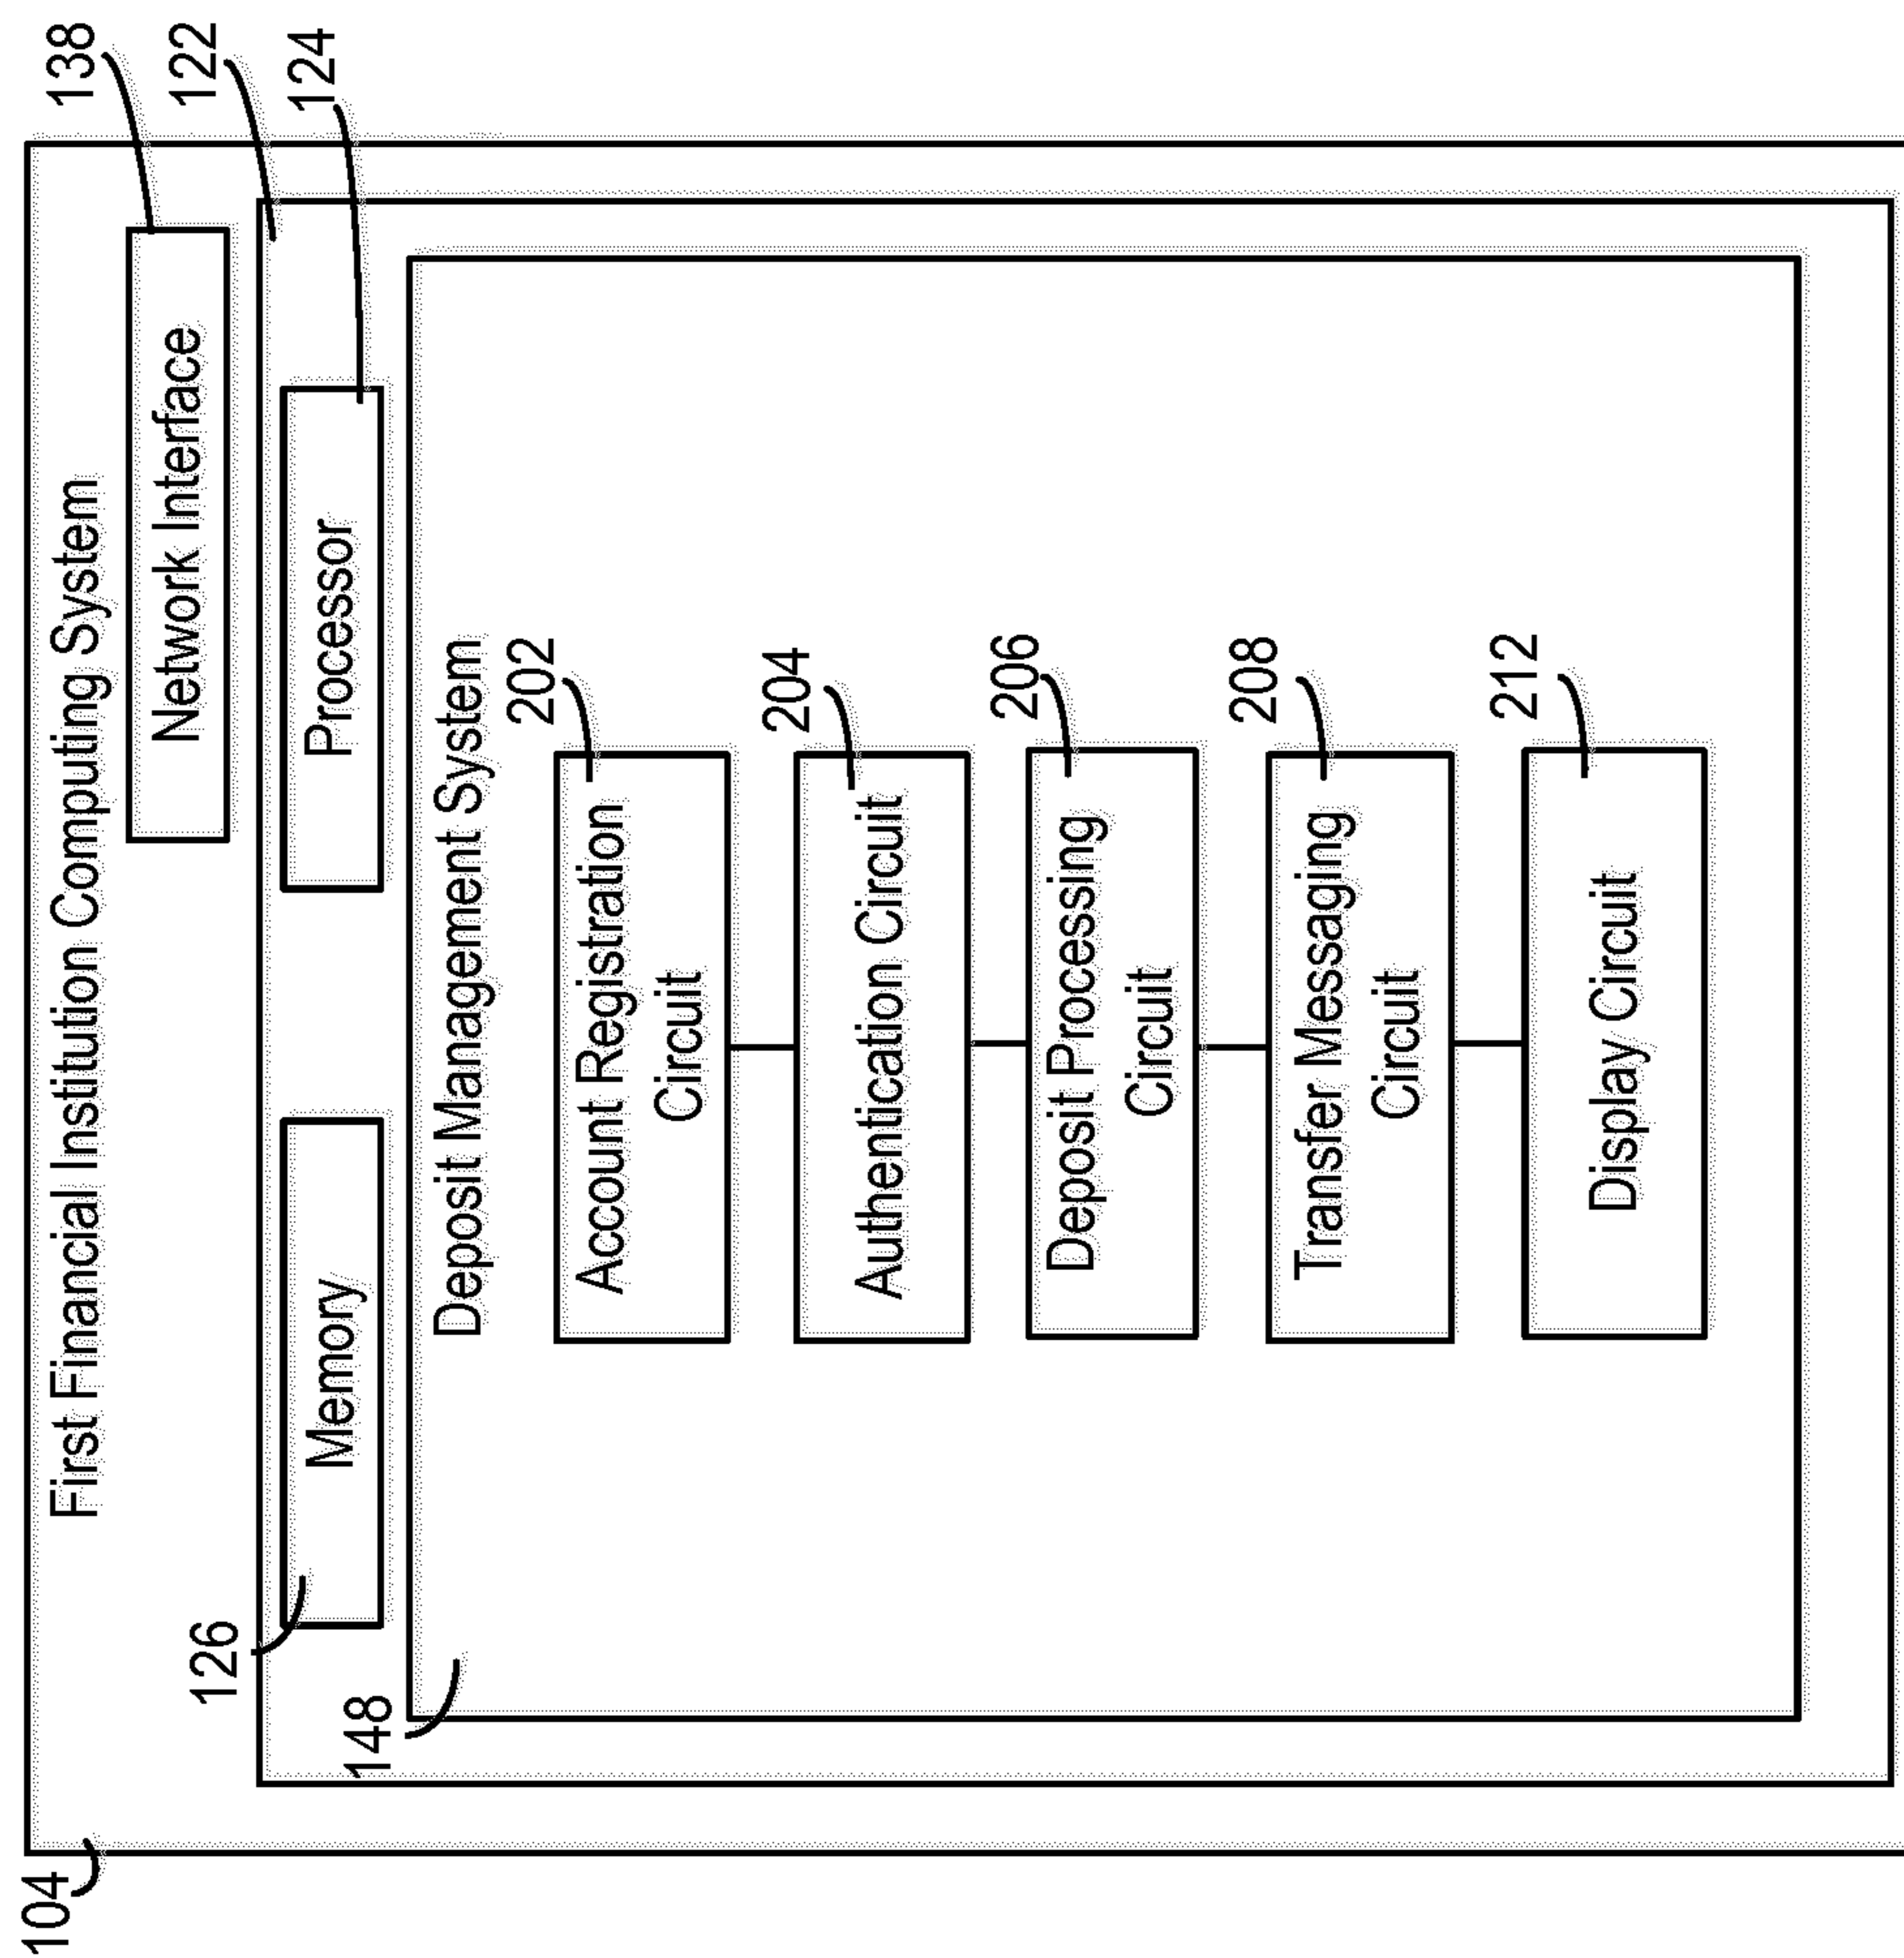 104
First Financial Institution Computing System
138
Network Interface
122
126
Memory
Processor
124
148
Deposit Management System
202
Account Registration
Circuit
204
Authentication Circuit
206
Deposit Processing
Circuit
208
Transfer Messaging
Circuit
212
Display Circuit